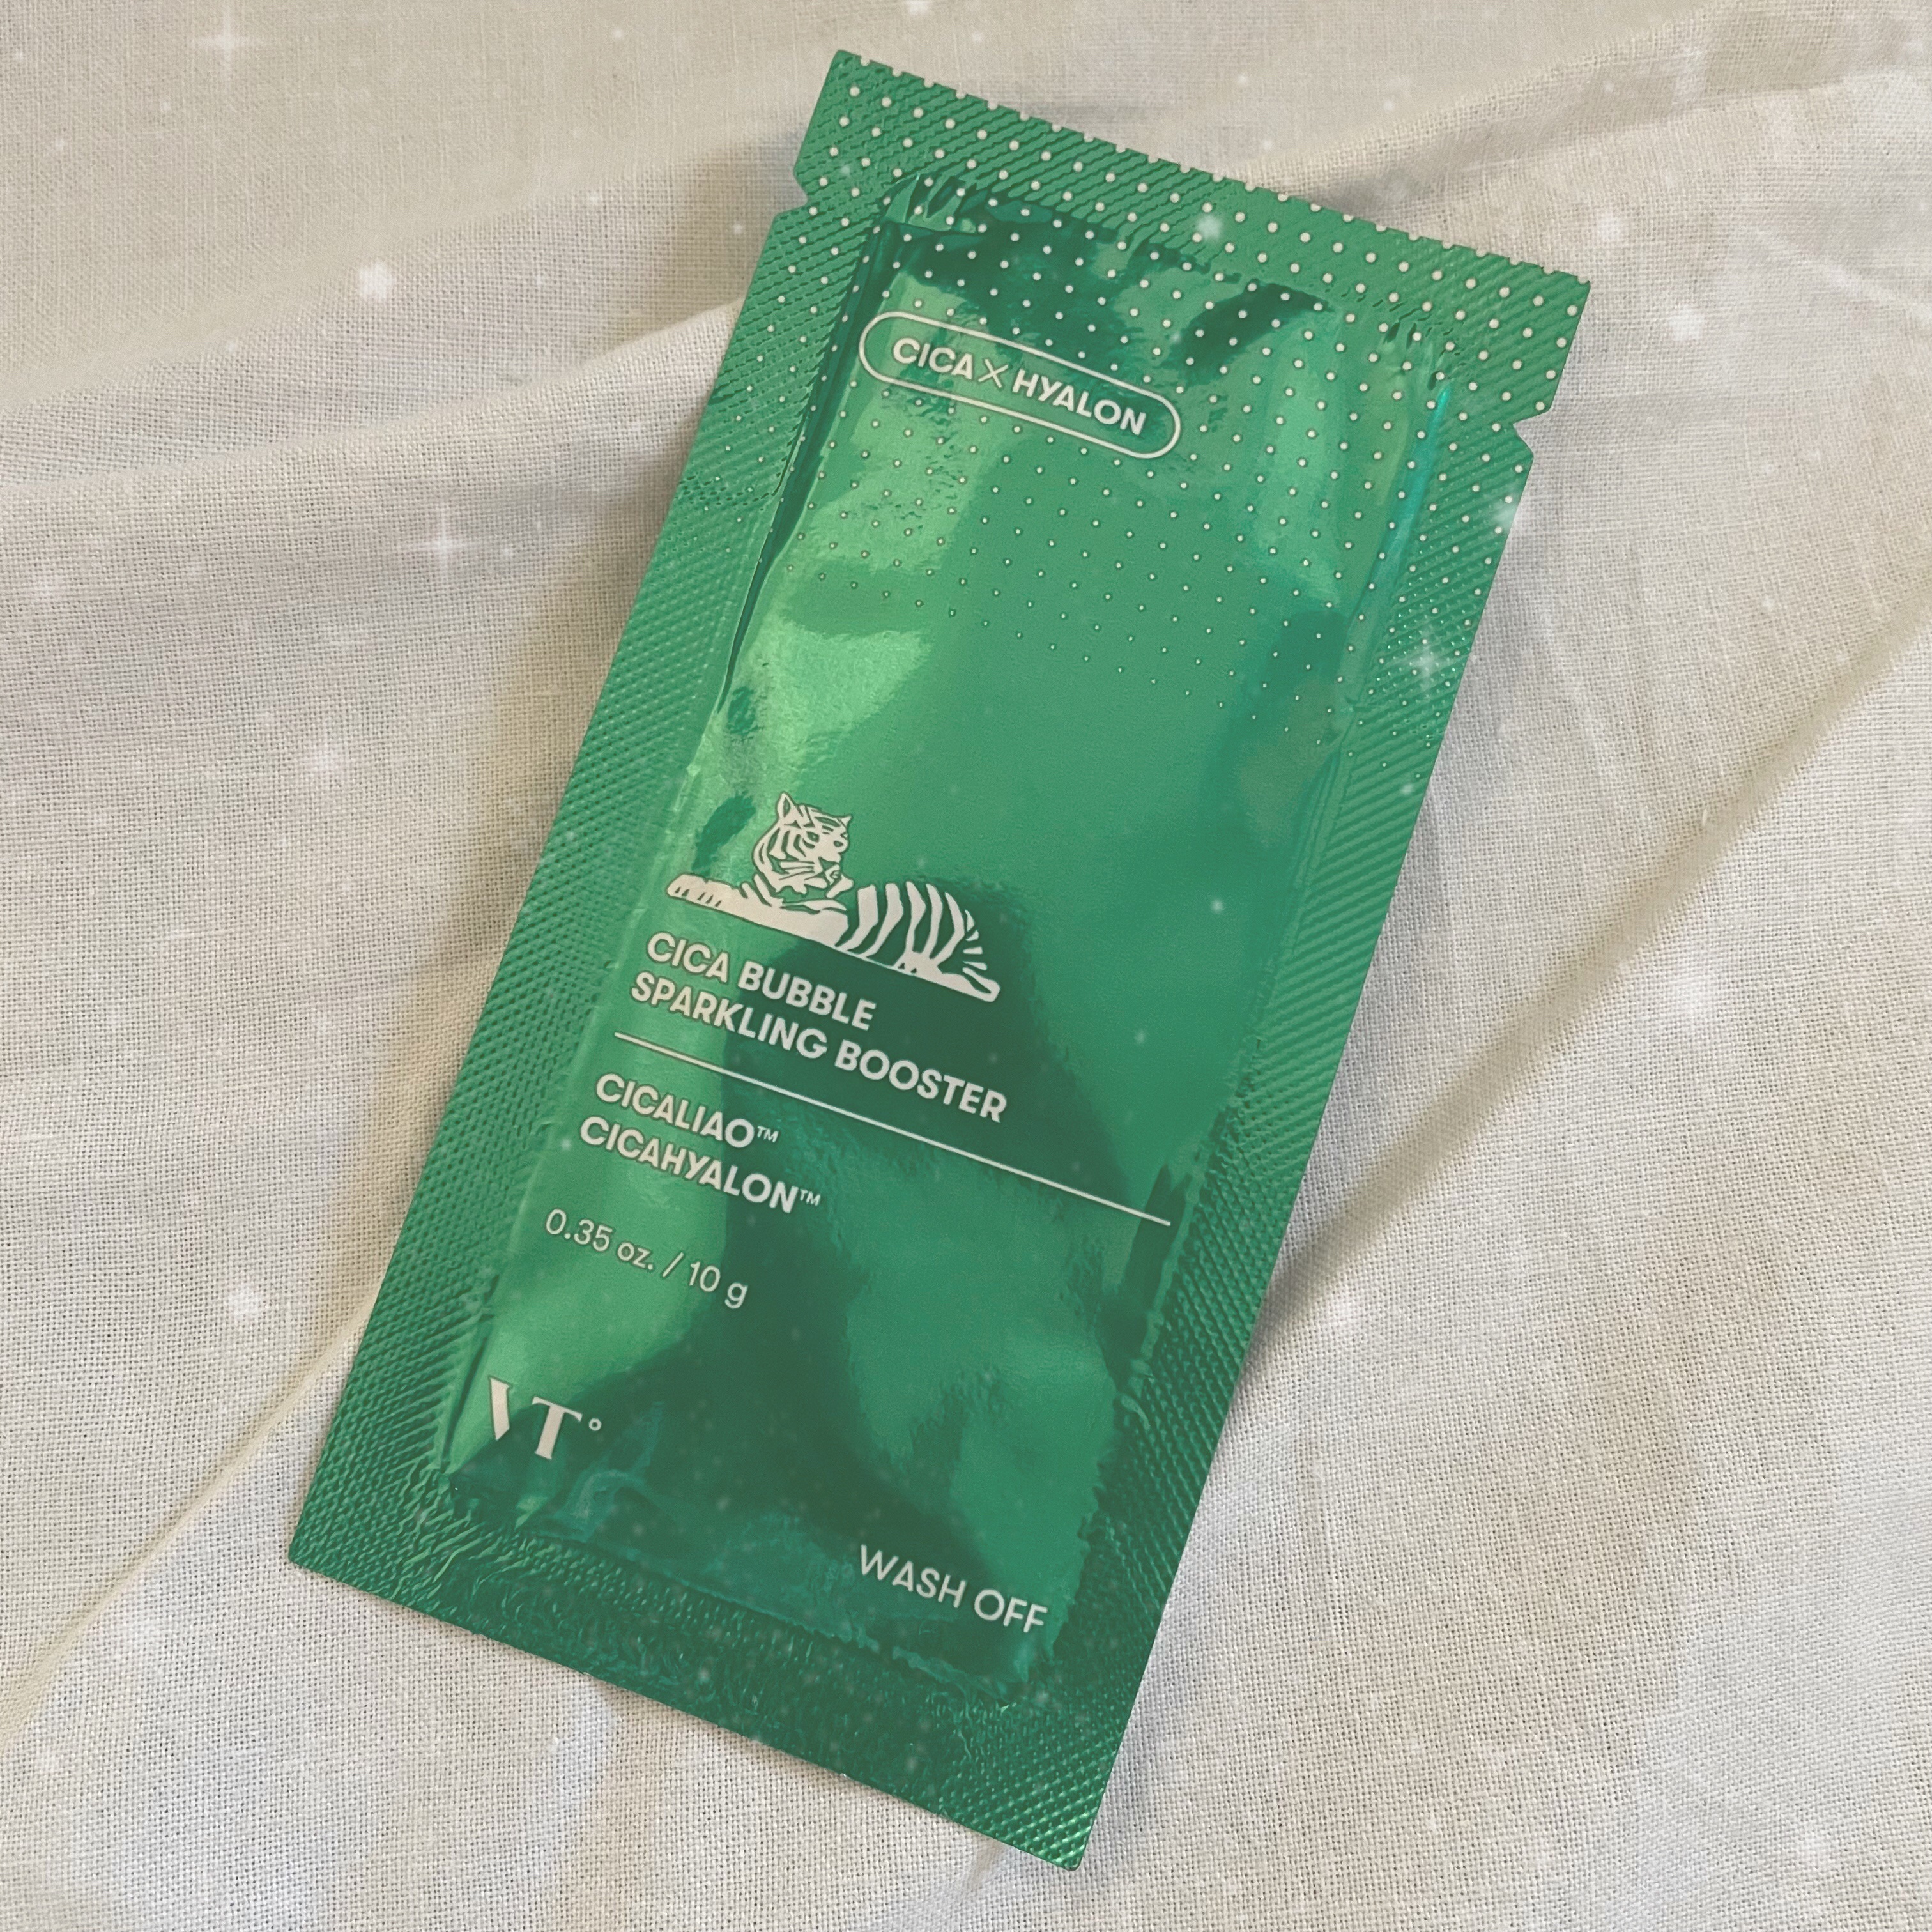 CICA×HYALON
CICA BUBBLE
SPARKLING BOOSTER
CICALIAO™
CICAHYALON™
0.35 oz. / 10 g
VT°
WASH OFF